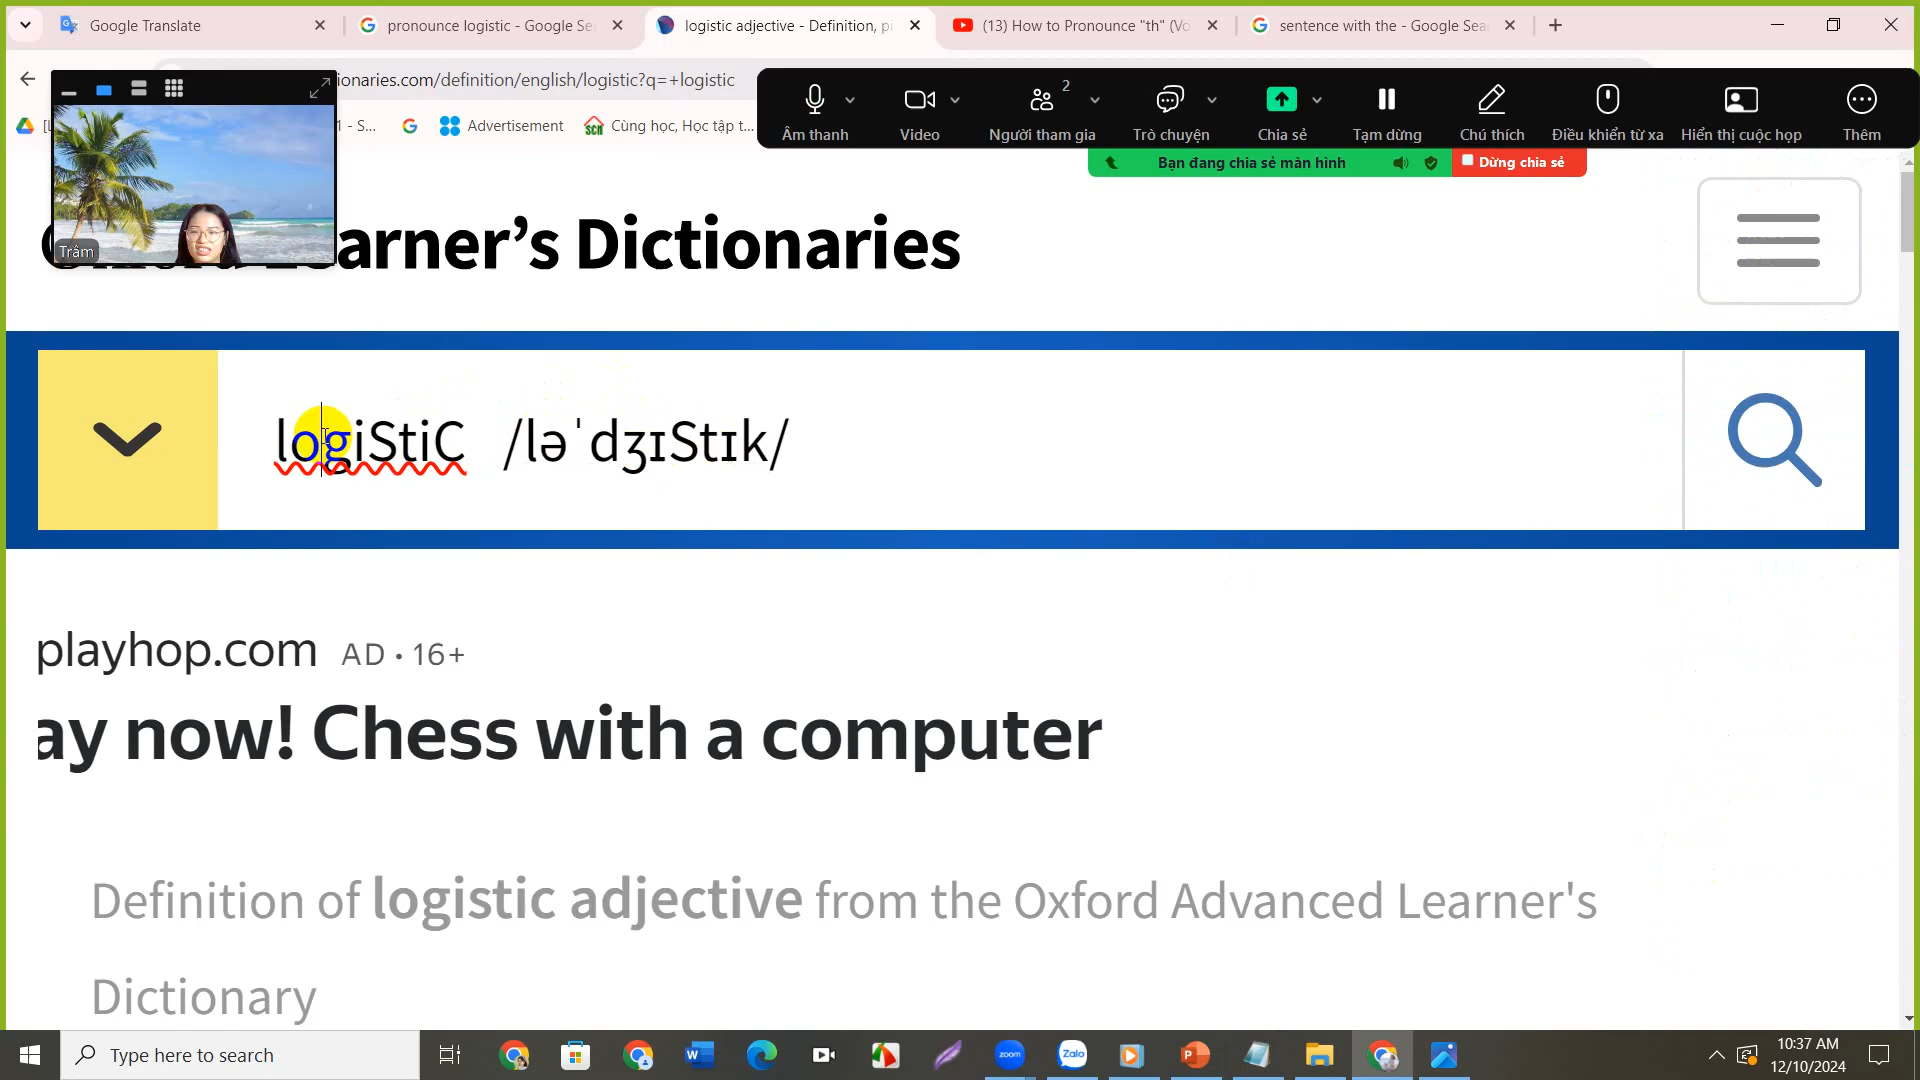 Google Translate
pronounce logistic - Google Se
logistic adjective - Definition, pr
(13) How to Pronounce "th" (Vo
sentence with the - Google Sea
ionaries.com/definition/english/logistic?q=+logistic
1 - S...
Advertisement
Cùng học, Học tập t...
Âm thanh
Video
2
Người tham gia
Trò chuyện
Chia sẻ
Tạm dừng
Chú thích
Điều khiển từ xa
Hiển thị cuộc họp
Thêm
Bạn đang chia sẻ màn hình
Dừng chia sẻ
Trâm
arner's Dictionaries
logiStiC /ləˈdʒɪStɪk/
playhop.com AD • 16+
ay now! Chess with a computer
Definition of logistic adjective from the Oxford Advanced Learner's
Dictionary
Type here to search
zoom
Zalo
10:37 AM
12/10/2024